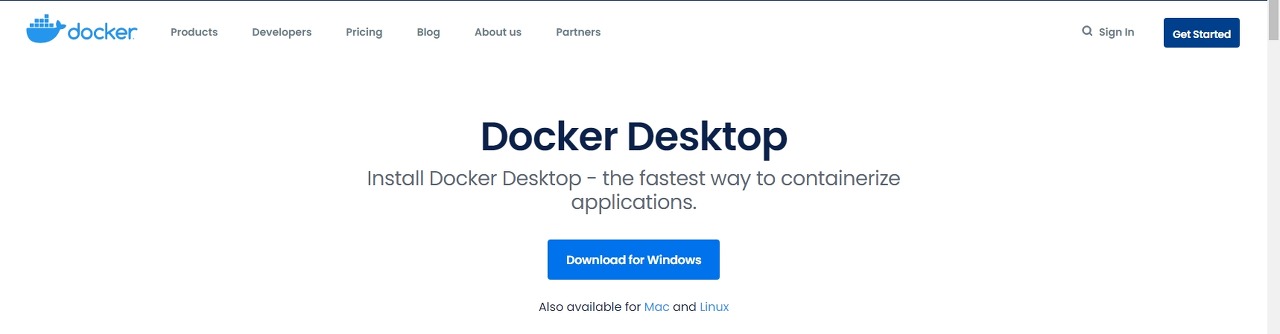 docker Products Developers Pricing Blog About us Partners Sign In Get Started
Docker Desktop
Install Docker Desktop - the fastest way to containerize
applications.
Download for Windows
Also available for Mac and Linux